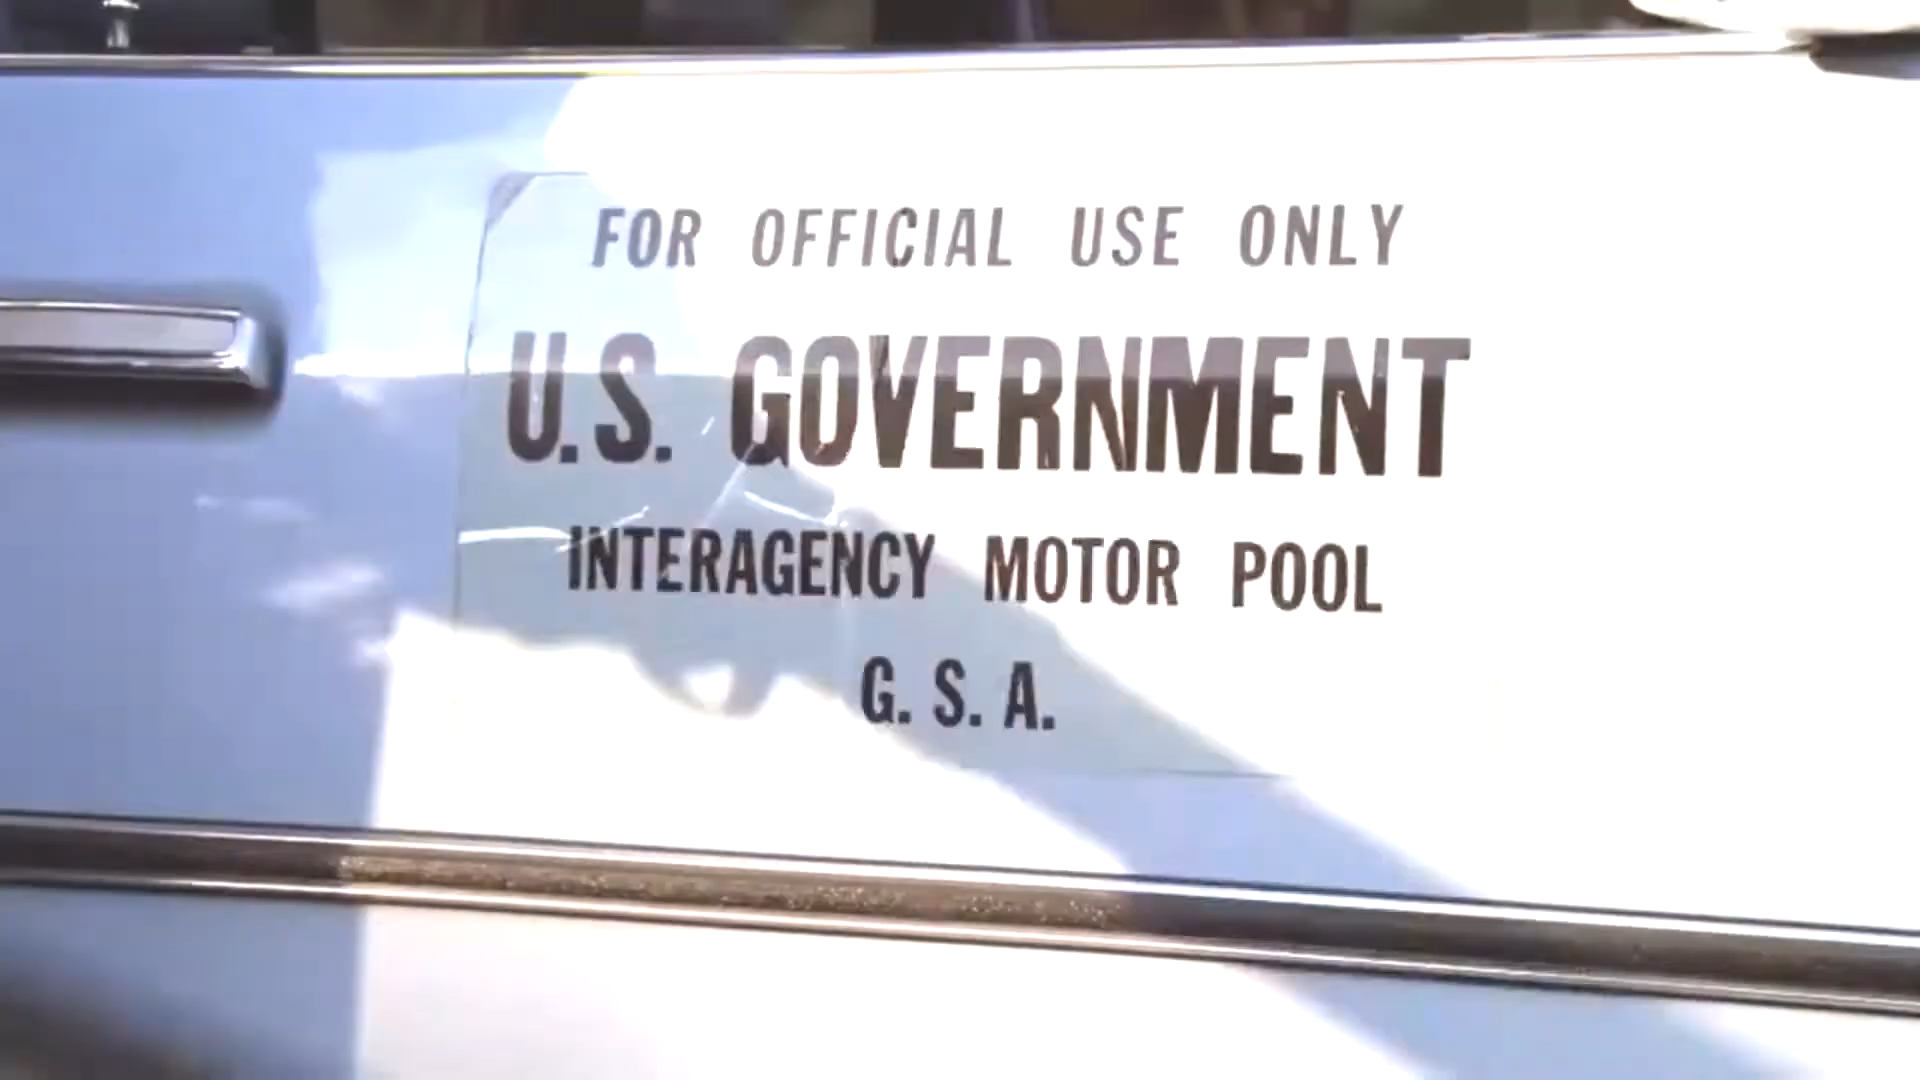 FOR OFFICIAL USE ONLY
U.S. GOVERNMENT
INTERAGENCY MOTOR POOL
G. S. A.